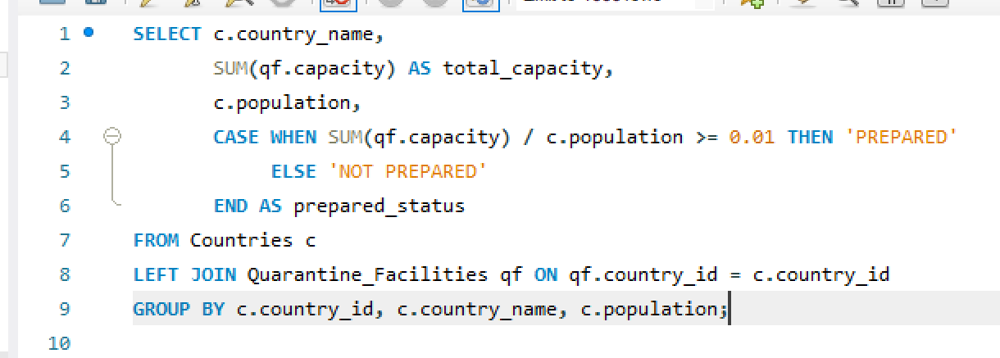 1 SELECT c.country_name,
2 SUM(qf.capacity) AS total_capacity,
3 c.population,
4 CASE WHEN SUM(qf.capacity) / c.population >= 0.01 THEN 'PREPARED'
5 ELSE 'NOT PREPARED'
6 END AS prepared_status
7 FROM Countries c
8 LEFT JOIN Quarantine_Facilities qf ON qf.country_id = c.country_id
9 GROUP BY c.country_id, c.country_name, c.population;
10